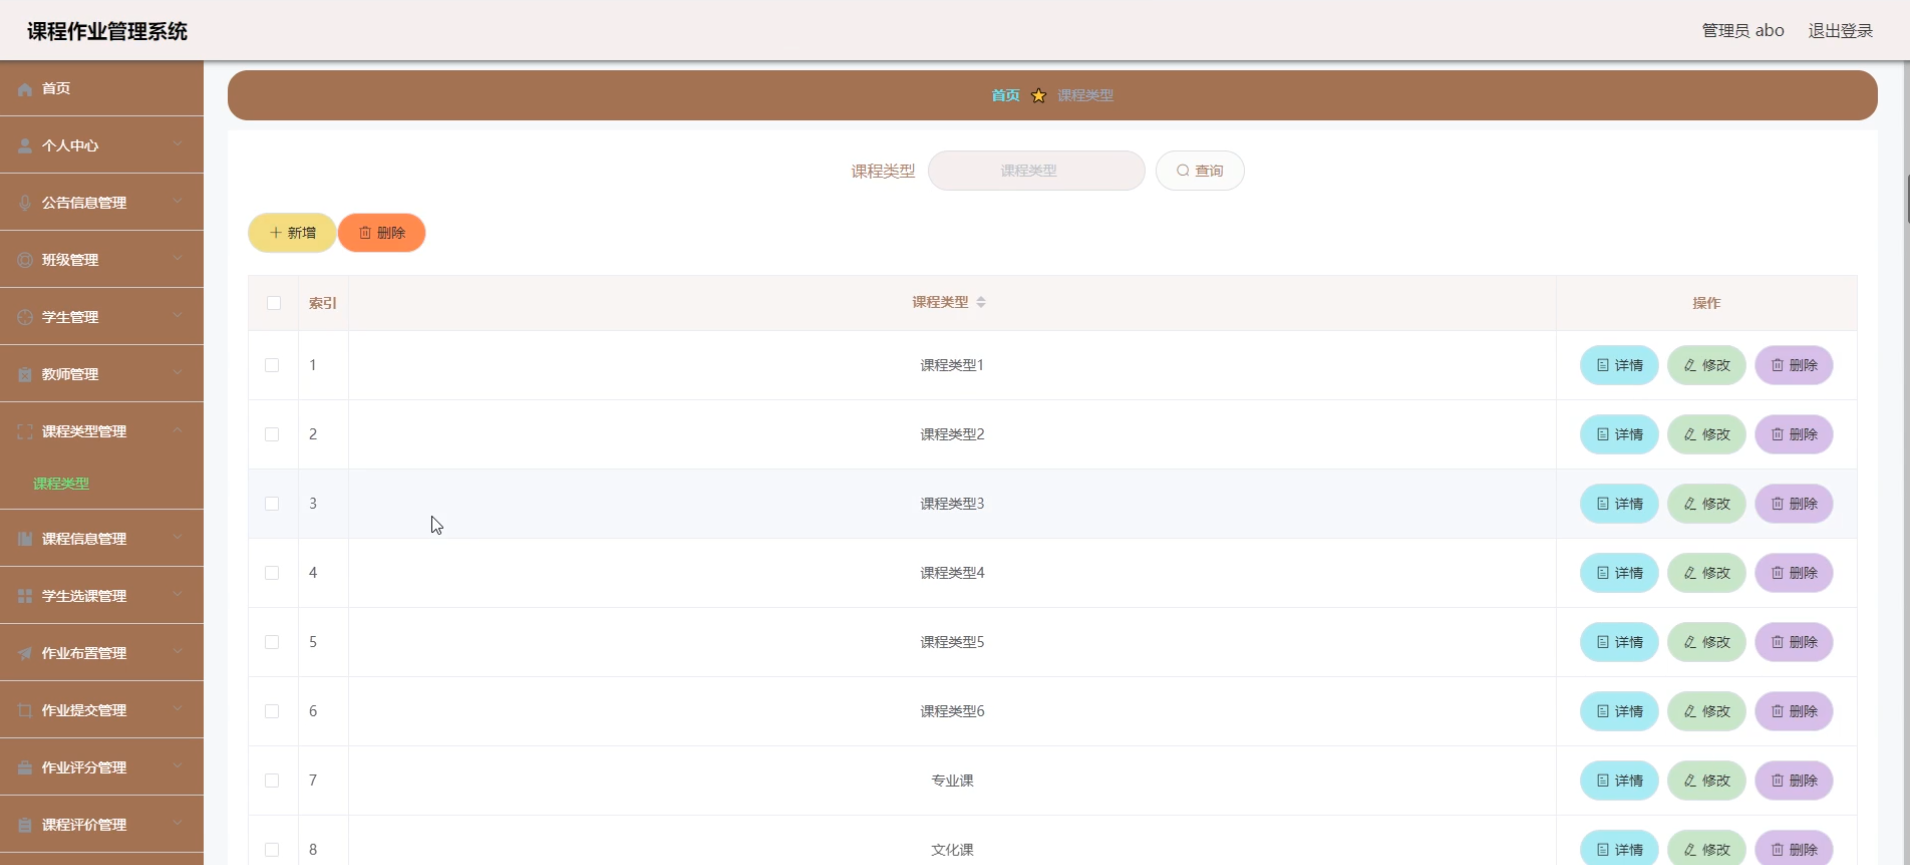 课程作业管理系统
管理员 abo
退出登录
首页
个人中心
公告信息管理
班级管理
学生管理
教师管理
课程类型管理
课程类型
课程信息管理
学生选课管理
作业布置管理
作业提交管理
作业评分管理
课程评价管理
首页 课程类型
课程类型 课程类型 查询
新增 删除
索引 课程类型 操作
1 课程类型1 详情 修改 删除
2 课程类型2 详情 修改 删除
3 课程类型3 详情 修改 删除
4 课程类型4 详情 修改 删除
5 课程类型5 详情 修改 删除
6 课程类型6 详情 修改 删除
7 专业课 详情 修改 删除
8 文化课 详情 修改 删除